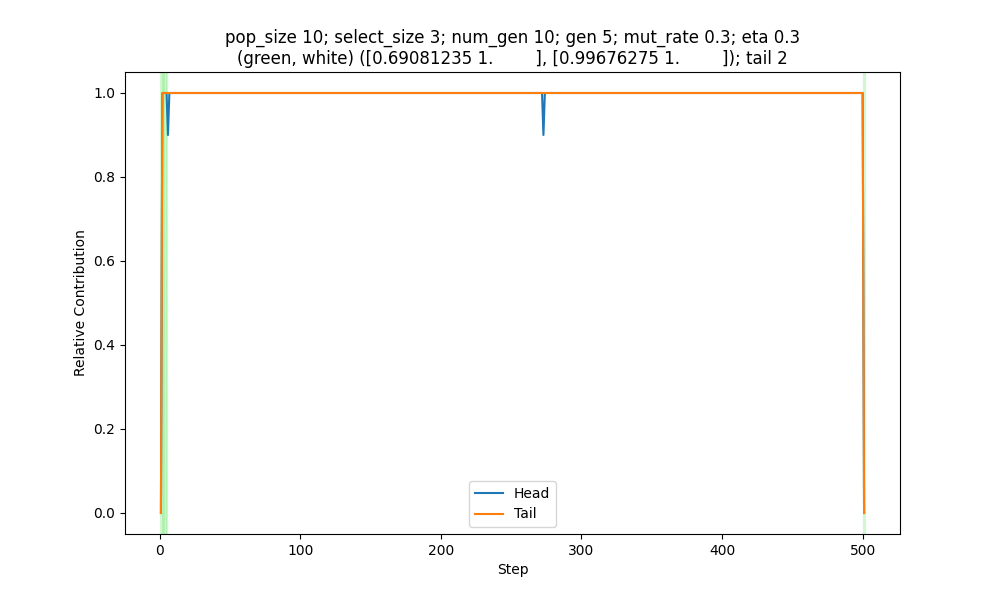 pop_size 10; select_size 3; num_gen 10; gen 5; mut_rate 0.3; eta 0.3
(green, white) ([0.69081235 1.        ], [0.99676275 1.        ]); tail 2
1.0
0.8
0.6
0.4
0.2
0.0
Relative Contribution
Head
Tail
0
100
200
300
400
500
Step